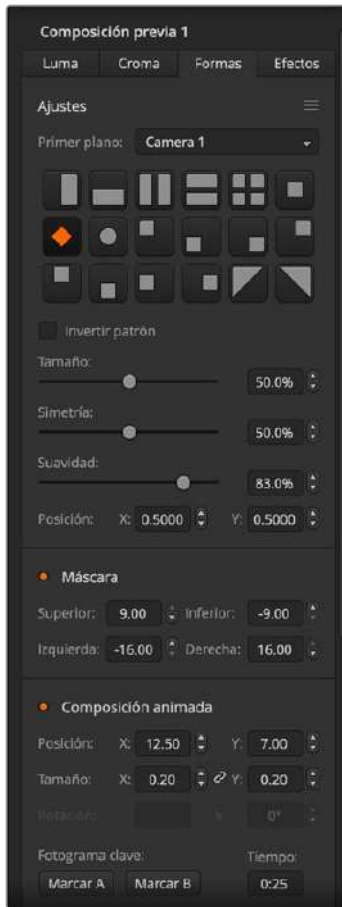 Composición previa 1
Luma Croma Formas Efectos
Ajustes
Primer plano: Camera 1
Invertir patrón
Tamaño:
50.0%
Simetría:
50.0%
Suavidad:
83.0%
Posición: X: 0.5000 Y: 0.5000
Máscara
Superior: 9.00 Inferior: -9.00
Izquierda: -16.00 Derecha: 16.00
Composición animada
Posición: X: 12.50 Y: 7.00
Tamaño: X: 0.20 Y: 0.20
Rotación: 0°
Fotograma clave: Tiempo:
Marcar A Marcar B 0:25